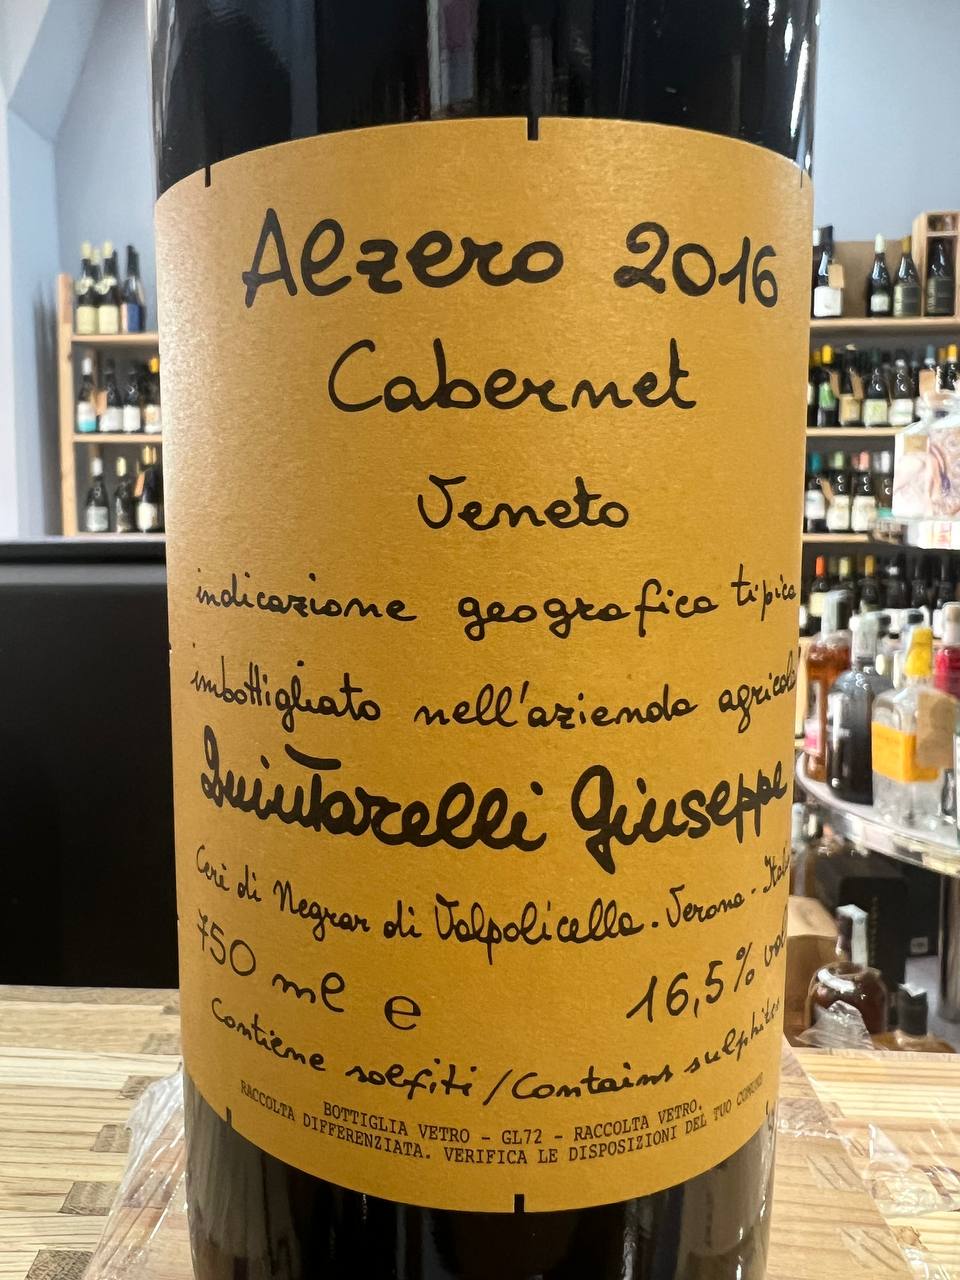 Alzero 2016
Cabernet
Veneto
indicazione geografica tipica
imbottigliato nell'azienda agricola
Quintarelli Giuseppe
Cerè di Negrar di Valpolicella - Verona - Italia
750 ml e 16,5% vol
Contiene solfiti / Contains sulphites
BOTTIGLIA VETRO - GL72 - RACCOLTA VETRO.
RACCOLTA DIFFERENZIATA. VERIFICA LE DISPOSIZIONI DEL TUO COMUNE